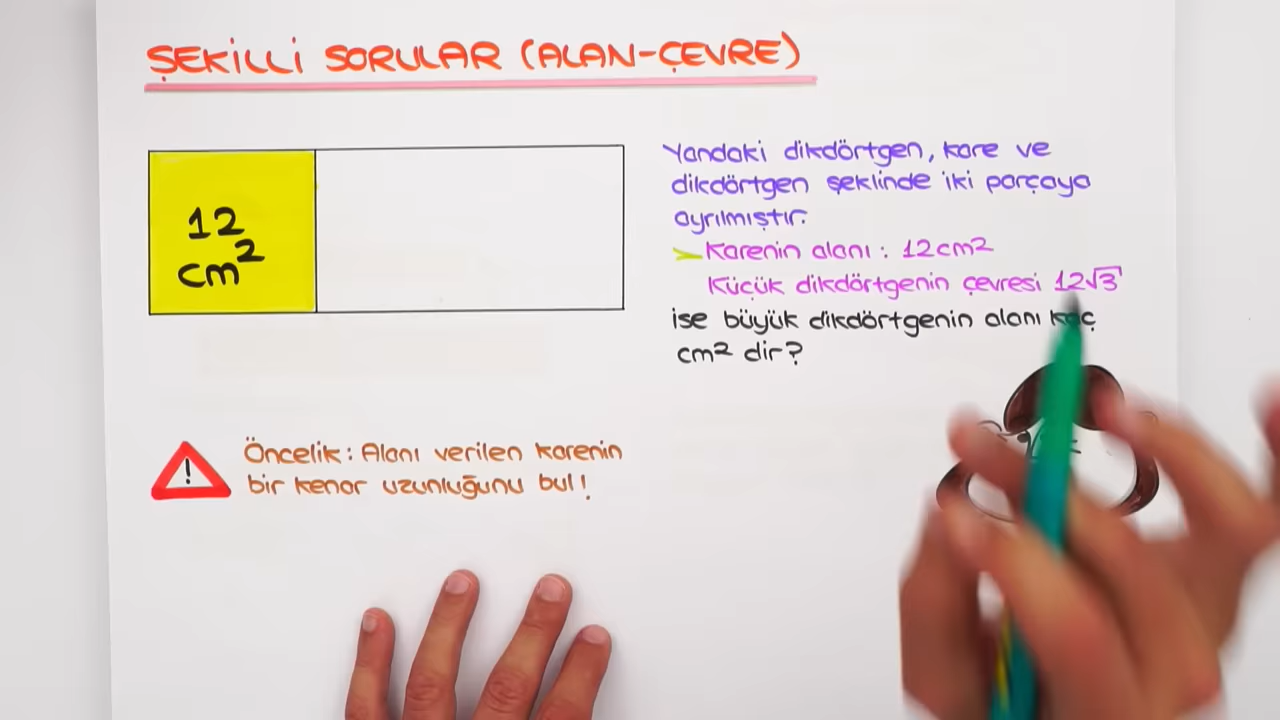 ŞEKİLLİ SORULAR (ALAN-ÇEVRE)
12
cm²
Yandaki dikdörtgen, kare ve
dikdörtgen şeklinde iki parçaya
ayrılmıştır.
➤ Karenin alanı : 12cm²
Küçük dikdörtgenin çevresi 12√3
ise büyük dikdörtgenin alanı kaç
cm² dir?
!
Öncelik: Alanı verilen karenin
bir kenar uzunluğunu bul!